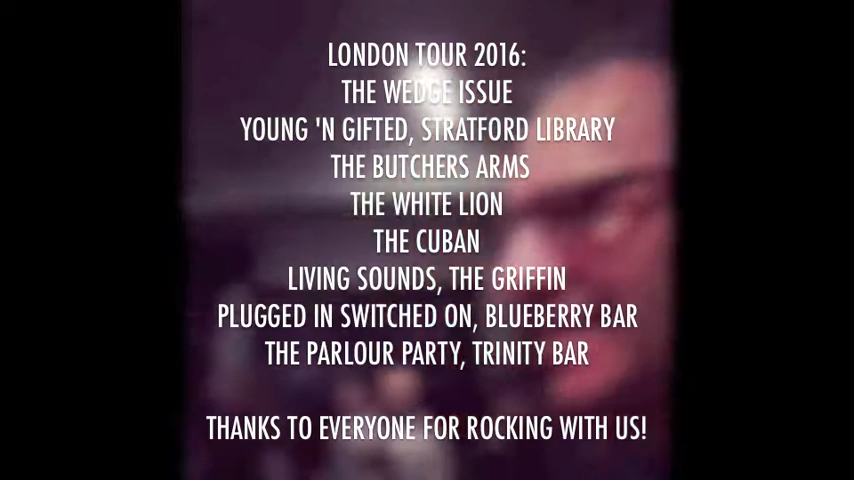 LONDON TOUR 2016:
THE WEDGE ISSUE
YOUNG 'N GIFTED, STRATFORD LIBRARY
THE BUTCHERS ARMS
THE WHITE LION
THE CUBAN
LIVING SOUNDS, THE GRIFFIN
PLUGGED IN SWITCHED ON, BLUEBERRY BAR
THE PARLOUR PARTY, TRINITY BAR
THANKS TO EVERYONE FOR ROCKING WITH US!